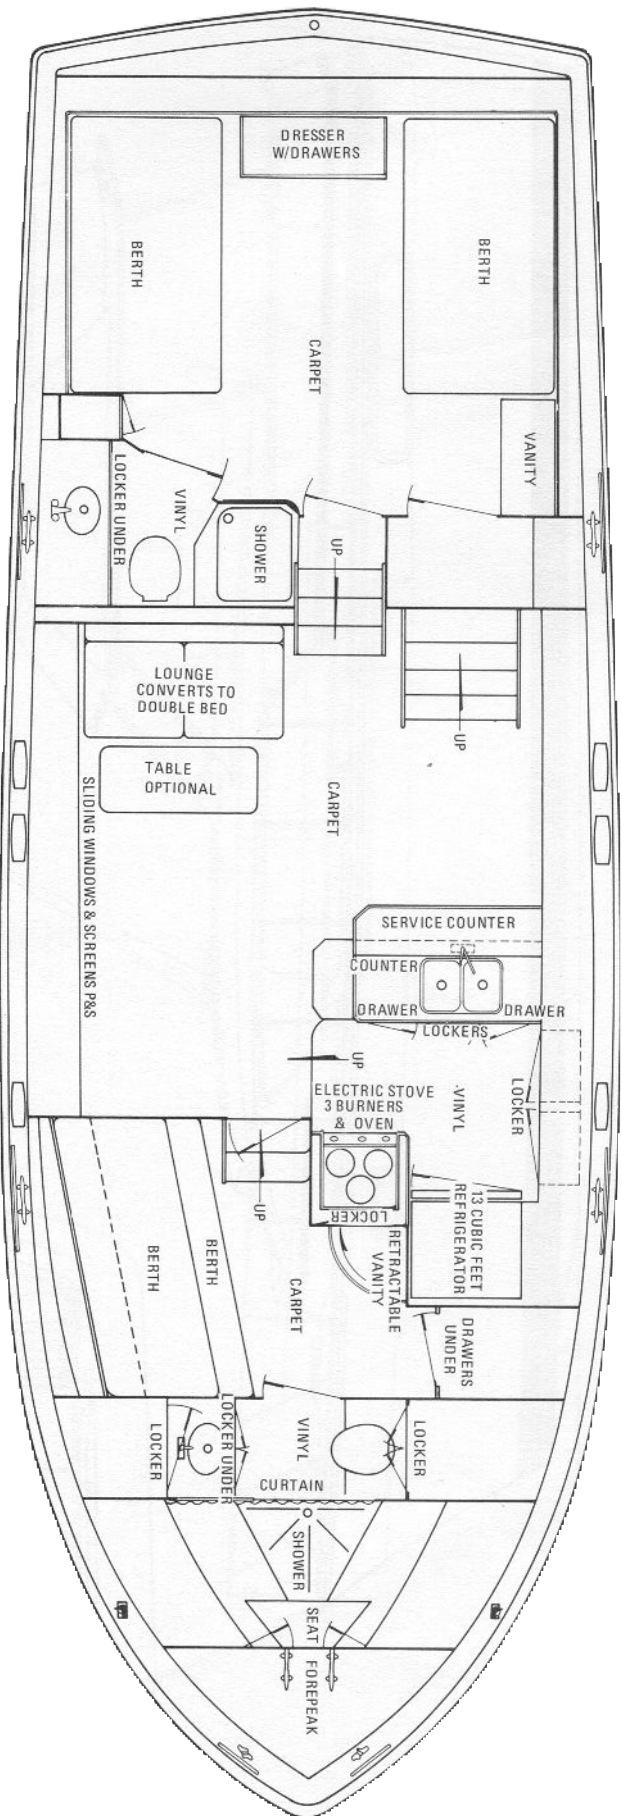 DRESSER
W/DRAWERS
BERTH
BERTH
CARPET
VANITY
LOCKER UNDER
VINYL
SHOWER
UP
LOUNGE
CONVERTS TO
DOUBLE BED
UP
TABLE
OPTIONAL
CARPET
SLIDING WINDOWS & SCREENS P&S
SERVICE COUNTER
COUNTER
DRAWER
DRAWER
LOCKERS
UP
ELECTRIC STOVE
3 BURNERS
& OVEN
VINYL
LOCKER
LOCKER
13 CUBIC FEET
REFRIGERATOR
UP
RETRACTABLE
VANITY
BERTH
BERTH
CARPET
DRAWERS
UNDER
LOCKER
LOCKER UNDER
VINYL
LOCKER
CURTAIN
SHOWER
SEAT
FOREPEAK